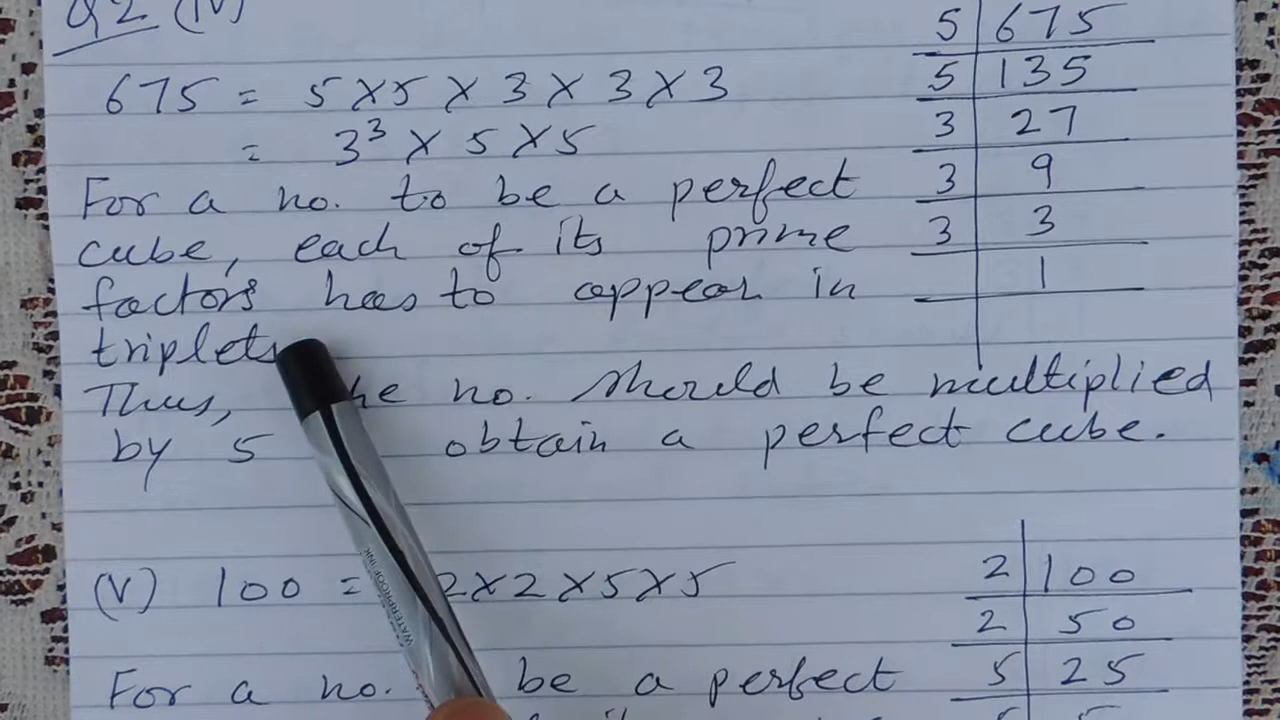 Q2 (iv)
675 = 5 × 5 × 3 × 3 × 3
= 3³ × 5 × 5
For a no. to be a perfect
cube, each of its prime
factors has to appear in
triplets
Thus, he no. should be multiplied
by 5 obtain a perfect cube.
5 | 675
5 | 135
3 | 27
3 | 9
3 | 3
1
(V) 100 = 2 × 2 × 5 × 5
For a no. be a perfect
2 | 100
2 | 50
5 | 25
WATERPROOF INK